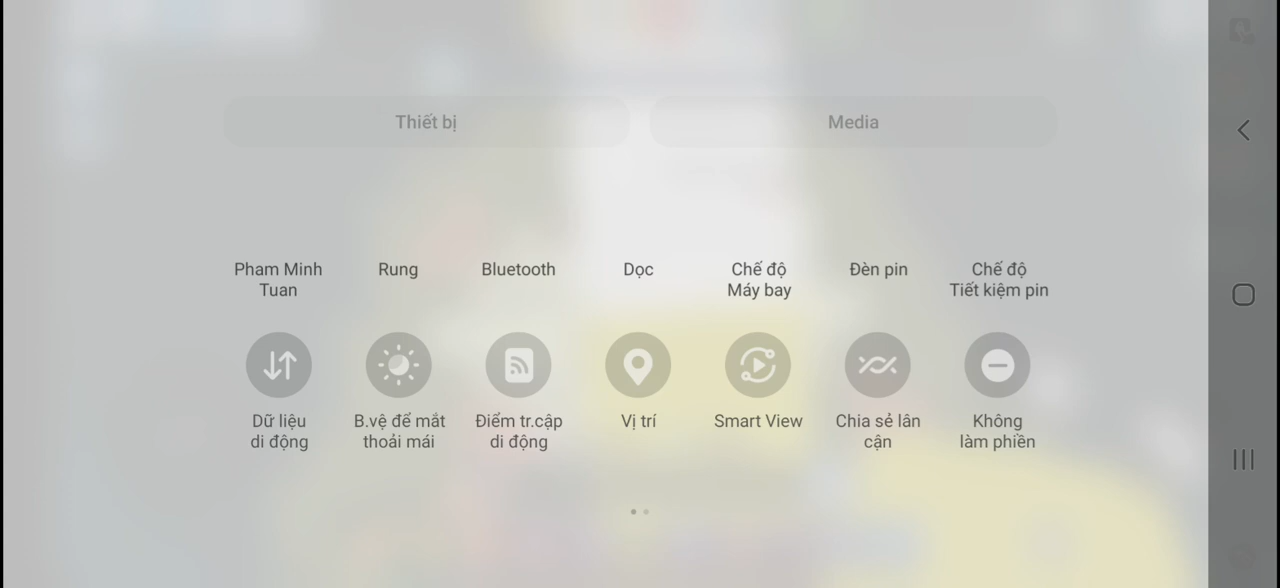 Thiết bị
Media
Pham Minh
Tuan
Rung
Bluetooth
Dọc
Chế độ
Máy bay
Đèn pin
Chế độ
Tiết kiệm pin
Dữ liệu
di động
B.vệ để mắt
thoải mái
Điểm tr.cập
di động
Vị trí
Smart View
Chia sẻ lân
cận
Không
làm phiền